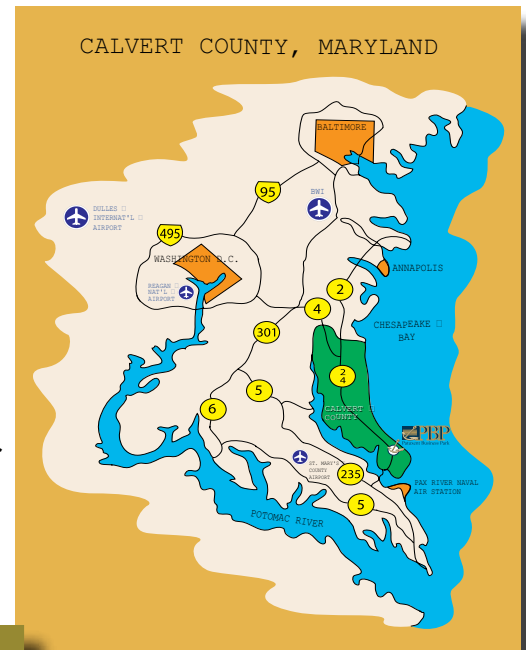 CALVERT COUNTY, MARYLAND
BALTIMORE
95
BWI
DULLES
INTERNAT'L
AIRPORT
495
WASHINGTON D.C.
ANNAPOLIS
REAGAN
NAT'L
AIRPORT
2
4
CHESAPEAKE
BAY
301
2
4
5
6
CALVERT
COUNTY
PBP
ST. MARY'S
COUNTY
AIRPORT
235
PAX RIVER NAVAL
AIR STATION
5
POTOMAC RIVER